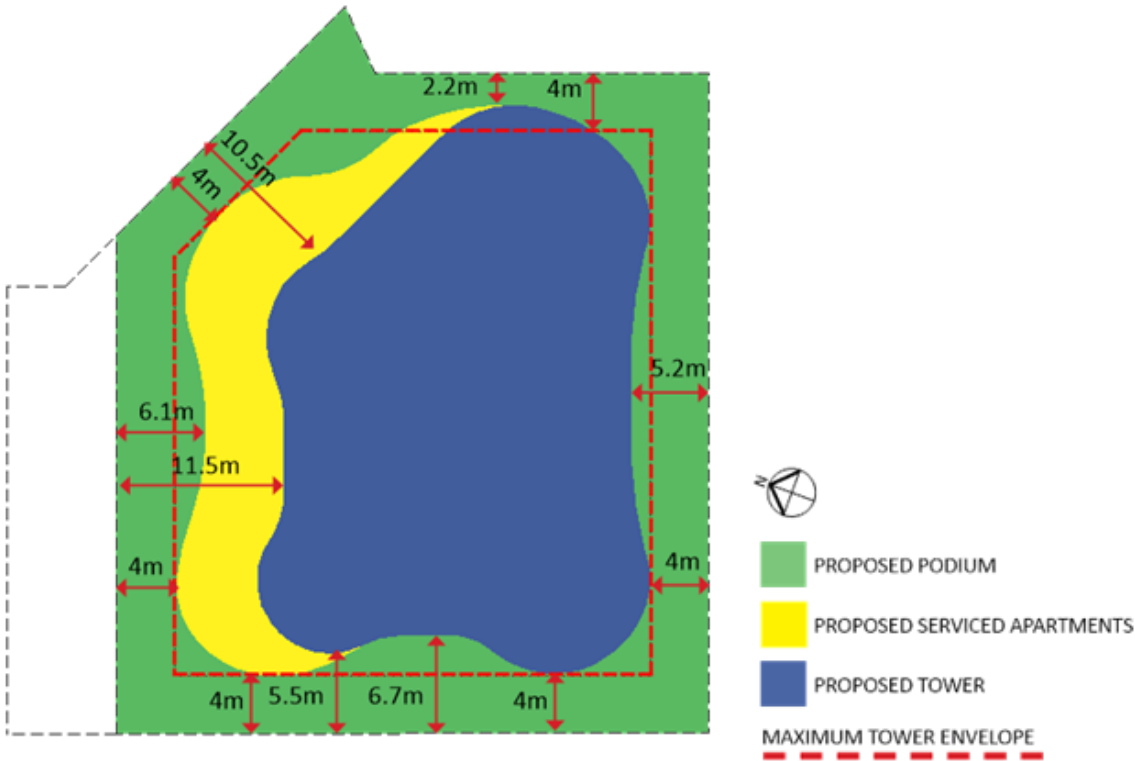 2.2m
4m
10.5m
4m
5.2m
6.1m
11.5m
N
4m
4m
PROPOSED PODIUM
PROPOSED SERVICED APARTMENTS
4m
5.5m
6.7m
4m
PROPOSED TOWER
MAXIMUM TOWER ENVELOPE